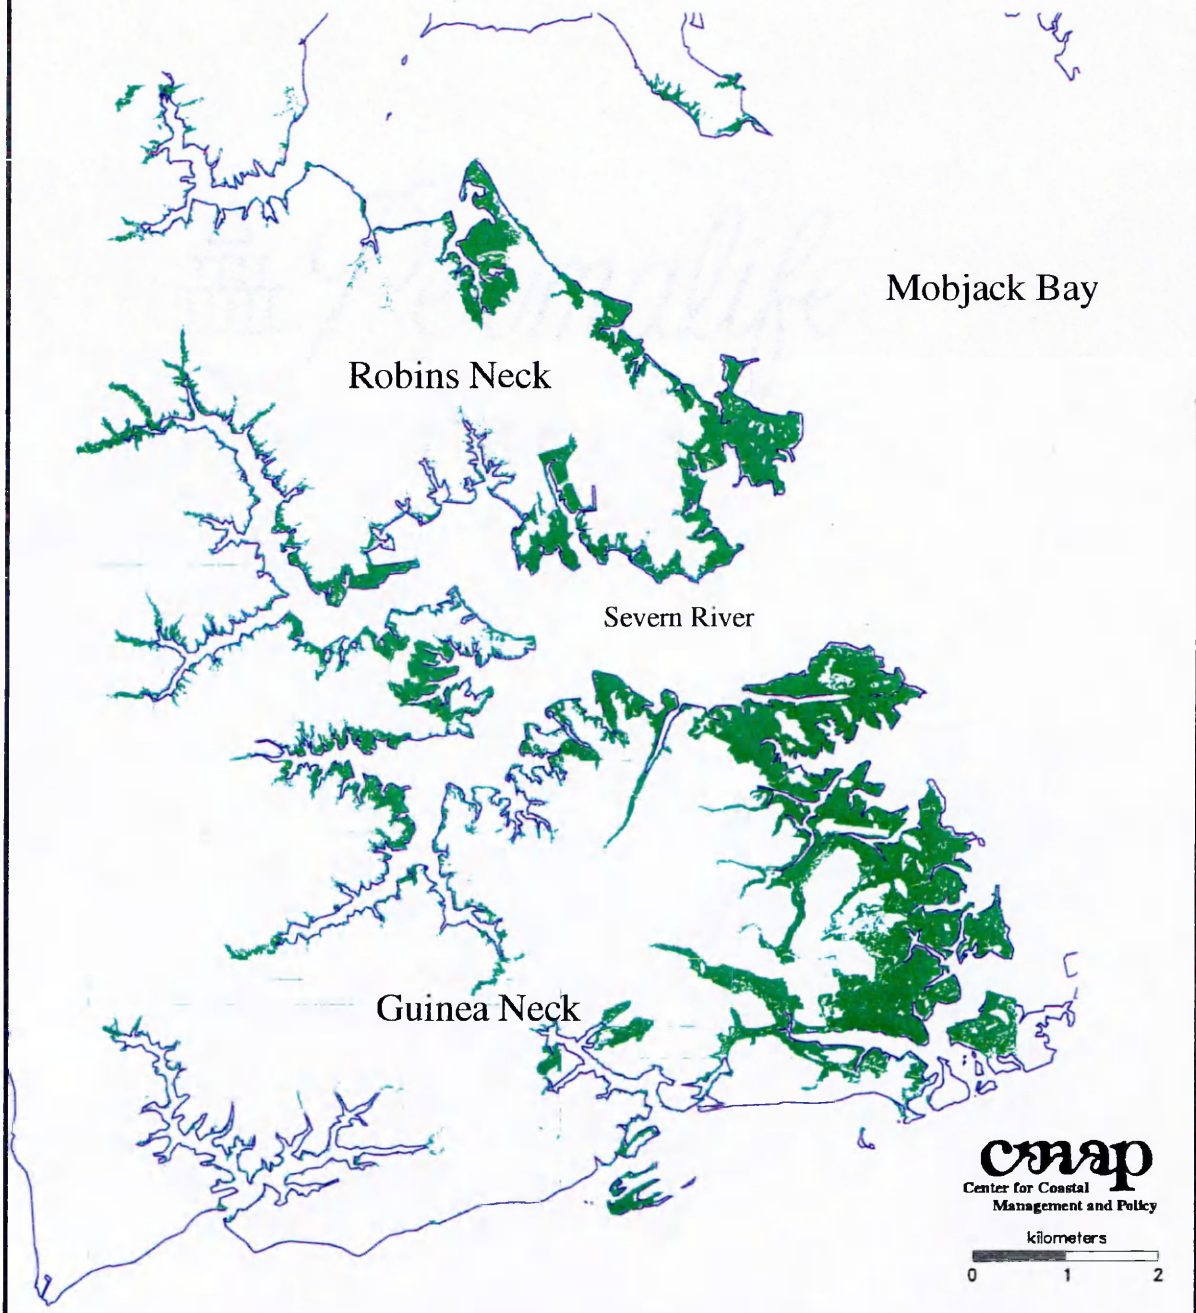 Mobjack Bay
Robins Neck
Severn River
Guinea Neck
cmap
Center for Coastal
Management and Policy
kilometers
0 1 2